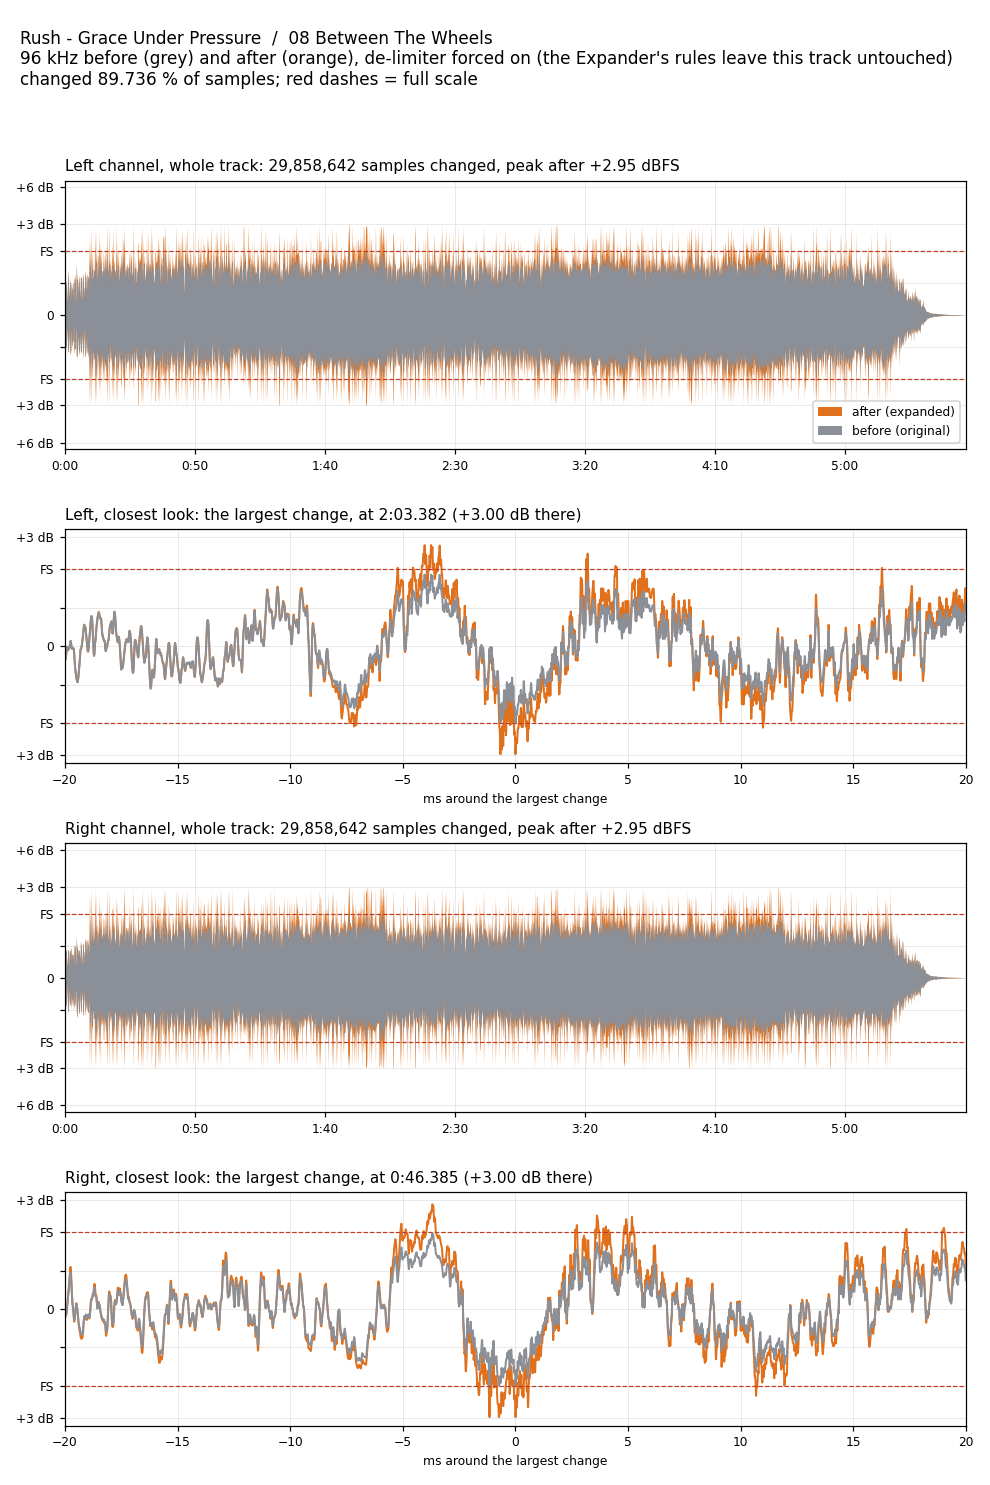 Rush - Grace Under Pressure  /  08 Between The Wheels
96 kHz before (grey) and after (orange), de-limiter forced on (the Expander's rules leave this track untouched)
changed 89.736 % of samples; red dashes = full scale
Left channel, whole track: 29,858,642 samples changed, peak after +2.95 dBFS
+6 dB
+3 dB
FS
0
FS
+3 dB
+6 dB
after (expanded)
before (original)
0:00 0:50 1:40 2:30 3:20 4:10 5:00
Left, closest look: the largest change, at 2:03.382 (+3.00 dB there)
+3 dB
FS
0
FS
+3 dB
−20 −15 −10 −5 0 5 10 15 20
ms around the largest change
Right channel, whole track: 29,858,642 samples changed, peak after +2.95 dBFS
+6 dB
+3 dB
FS
0
FS
+3 dB
+6 dB
0:00 0:50 1:40 2:30 3:20 4:10 5:00
Right, closest look: the largest change, at 0:46.385 (+3.00 dB there)
+3 dB
FS
0
FS
+3 dB
−20 −15 −10 −5 0 5 10 15 20
ms around the largest change